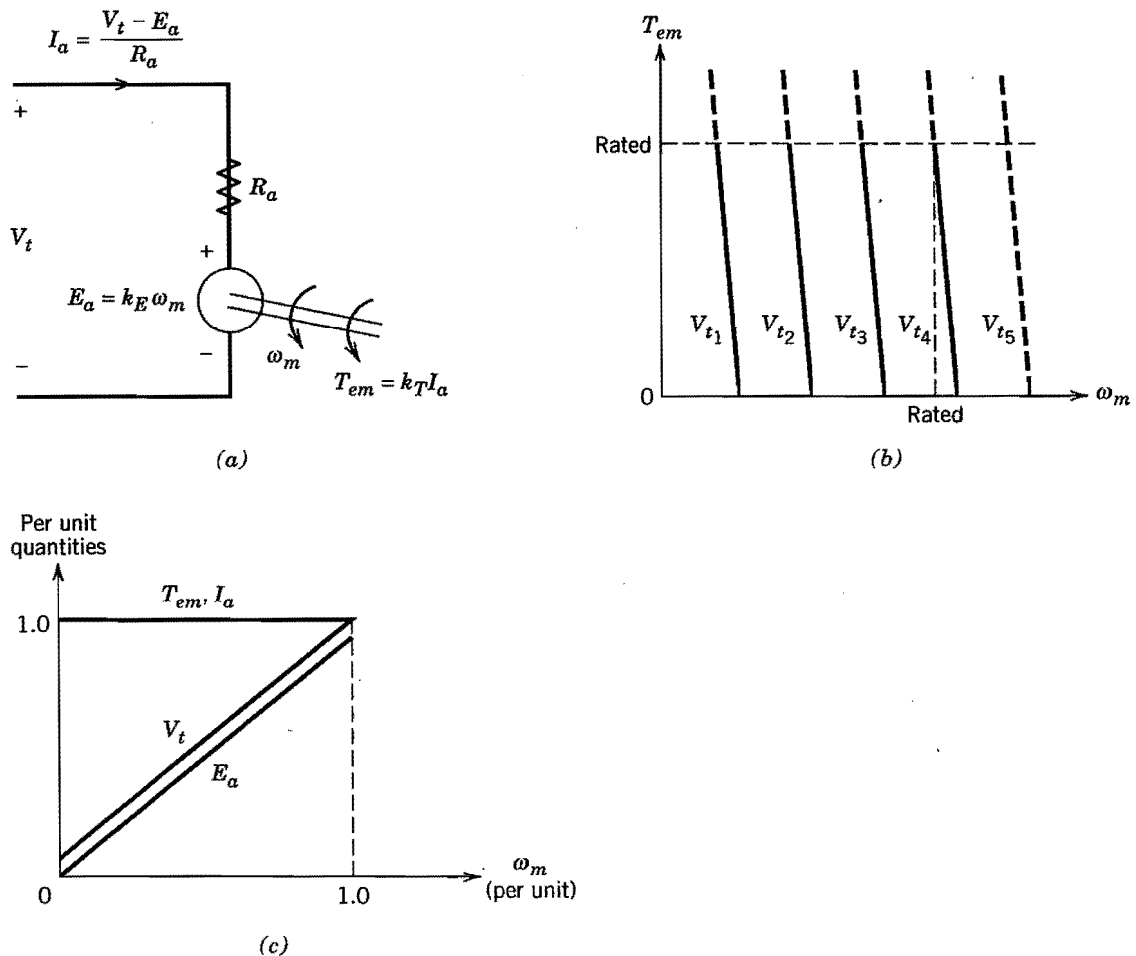 I_a = \frac{V_t - E_a}{R_a}
+
V_t
–
R_a
+
E_a = k_E ω_m
–
ω_m
T_em = k_T I_a
(a)
T_em
Rated
V_t1 V_t2 V_t3 V_t4 V_t5
0
Rated
ω_m
(b)
Per unit
quantities
1.0
T_em, I_a
V_t
E_a
0
1.0
ω_m
(per unit)
(c)